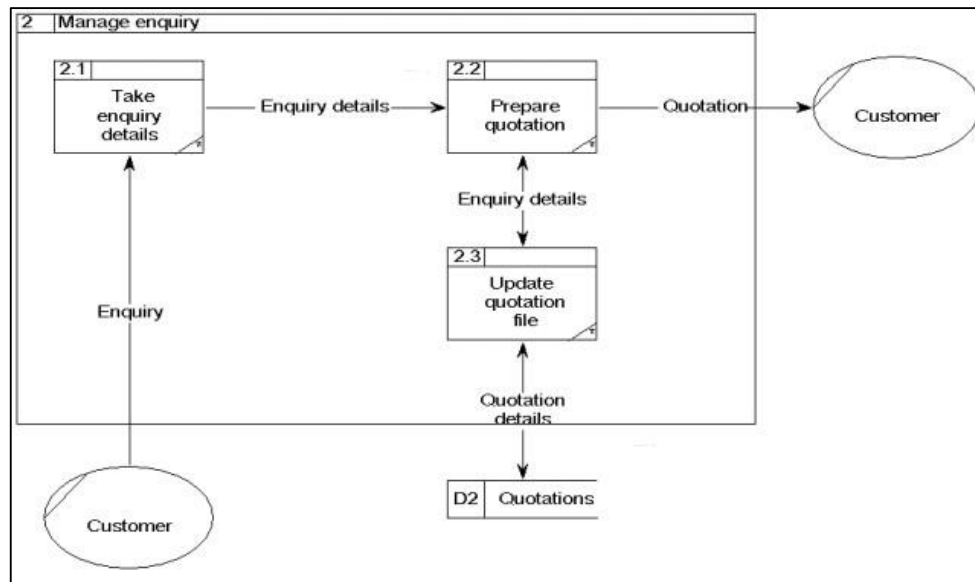 2 Manage enquiry
2.1
Take
enquiry
details
Enquiry details
2.2
Prepare
quotation
Quotation
Customer
Enquiry details
2.3
Update
quotation
file
Enquiry
Quotation
details
D2 Quotations
Customer